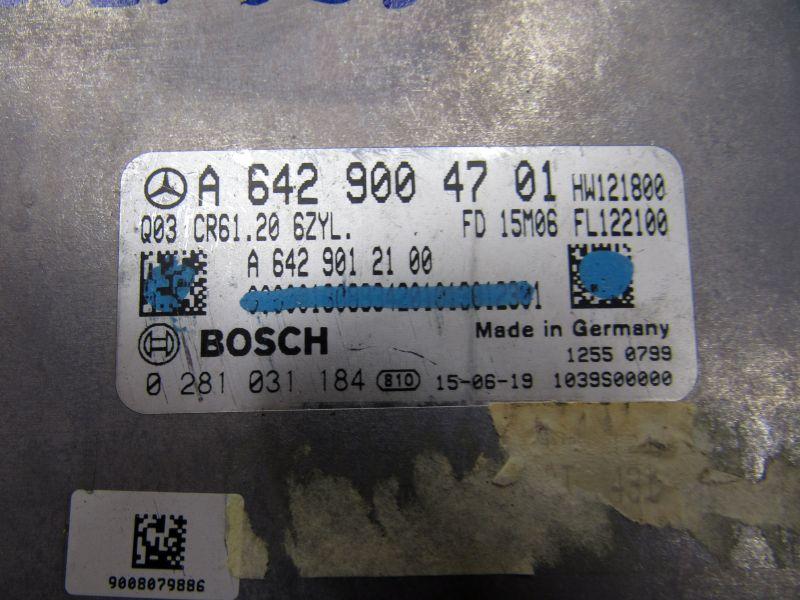 A 642 900 47 01 HW121800
Q03 CR61.20 6ZYL. FD 15M06 FL122100
A 642 901 21 00
BOSCH
Made in Germany
1255 0799
0 281 031 184 810 15-06-19 1039S00000
9008079886